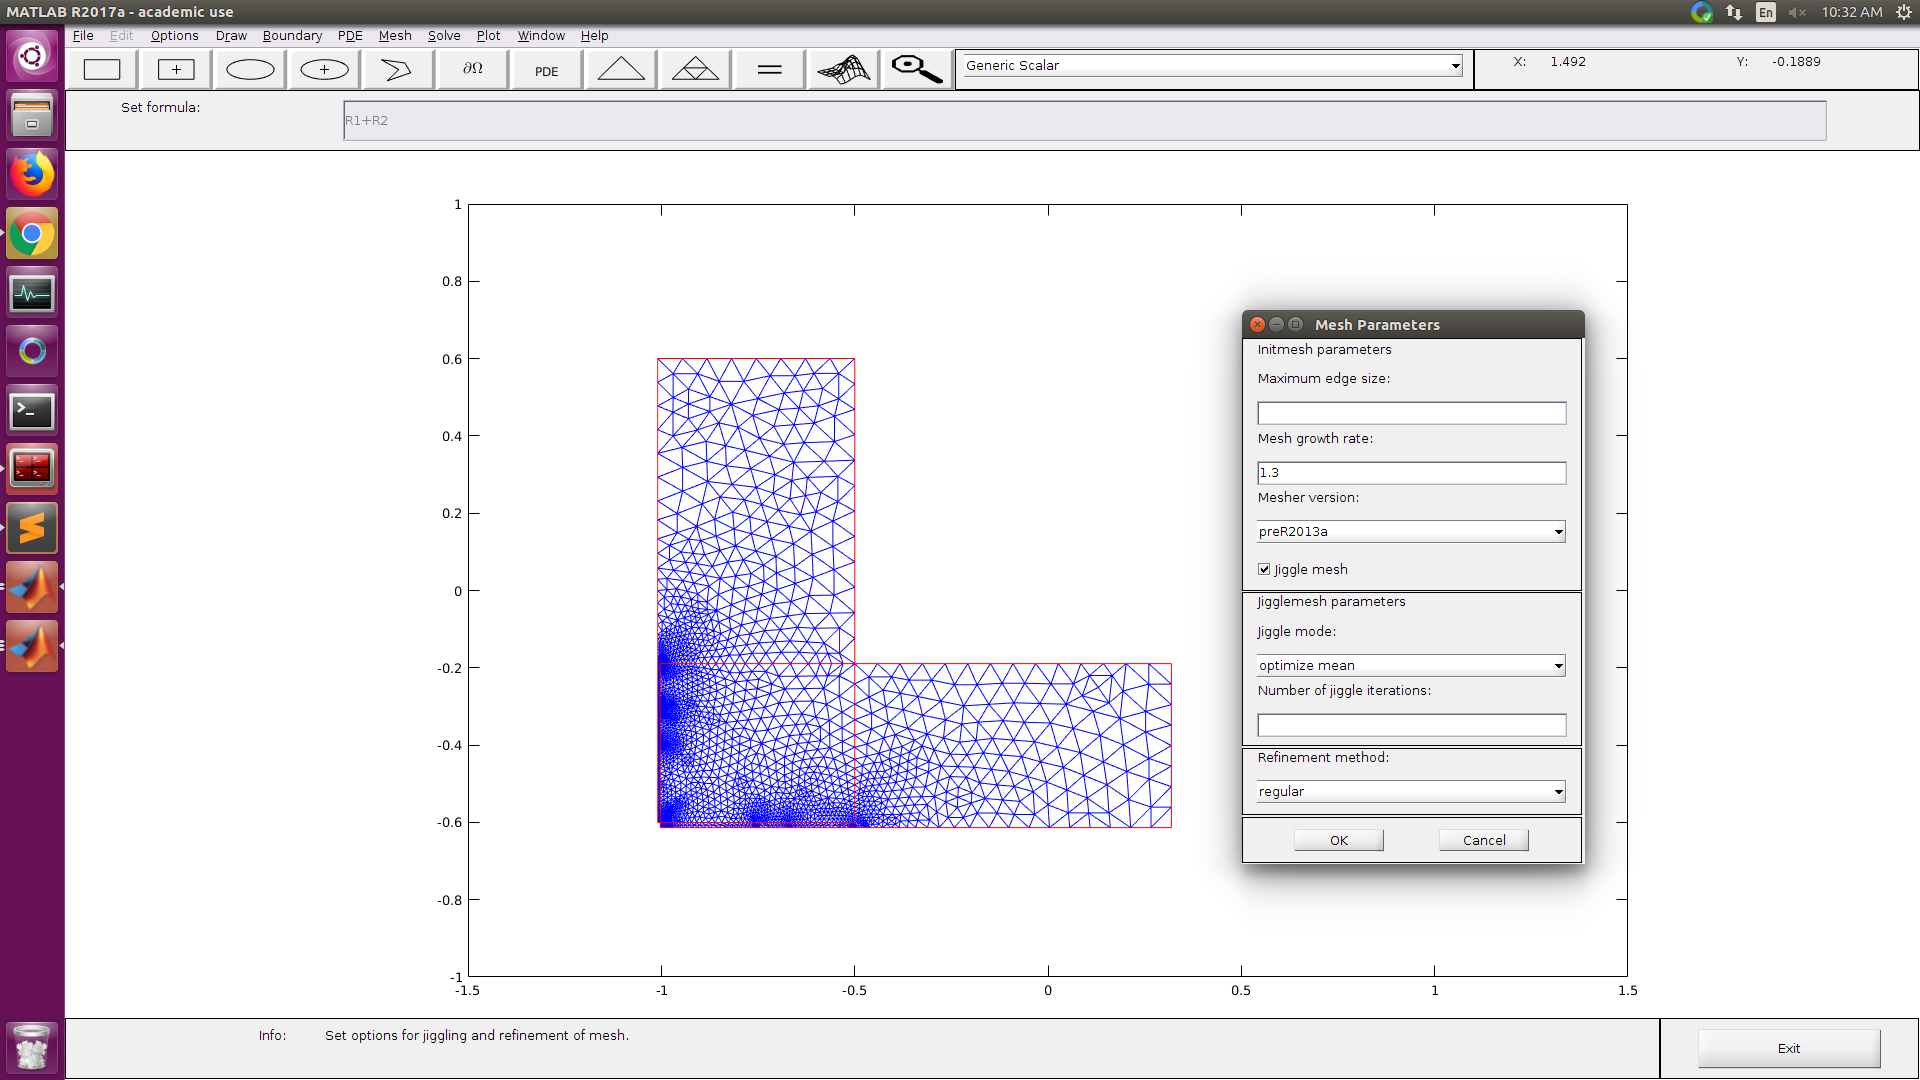 MATLAB R2017a - academic use
En
10:32 AM
File Edit Options Draw Boundary PDE Mesh Solve Plot Window Help
∂Ω
PDE
Generic Scalar
X: 1.492
Y: -0.1889
Set formula:
R1+R2
1
0.8
0.6
0.4
0.2
0
-0.2
-0.4
-0.6
-0.8
-1
-1.5 -1 -0.5 0 0.5 1 1.5
Mesh Parameters
Initmesh parameters
Maximum edge size:
Mesh growth rate:
1.3
Mesher version:
preR2013a
Jiggle mesh
Jigglemesh parameters
Jiggle mode:
optimize mean
Number of jiggle iterations:
Refinement method:
regular
OK
Cancel
Info: Set options for jiggling and refinement of mesh.
Exit